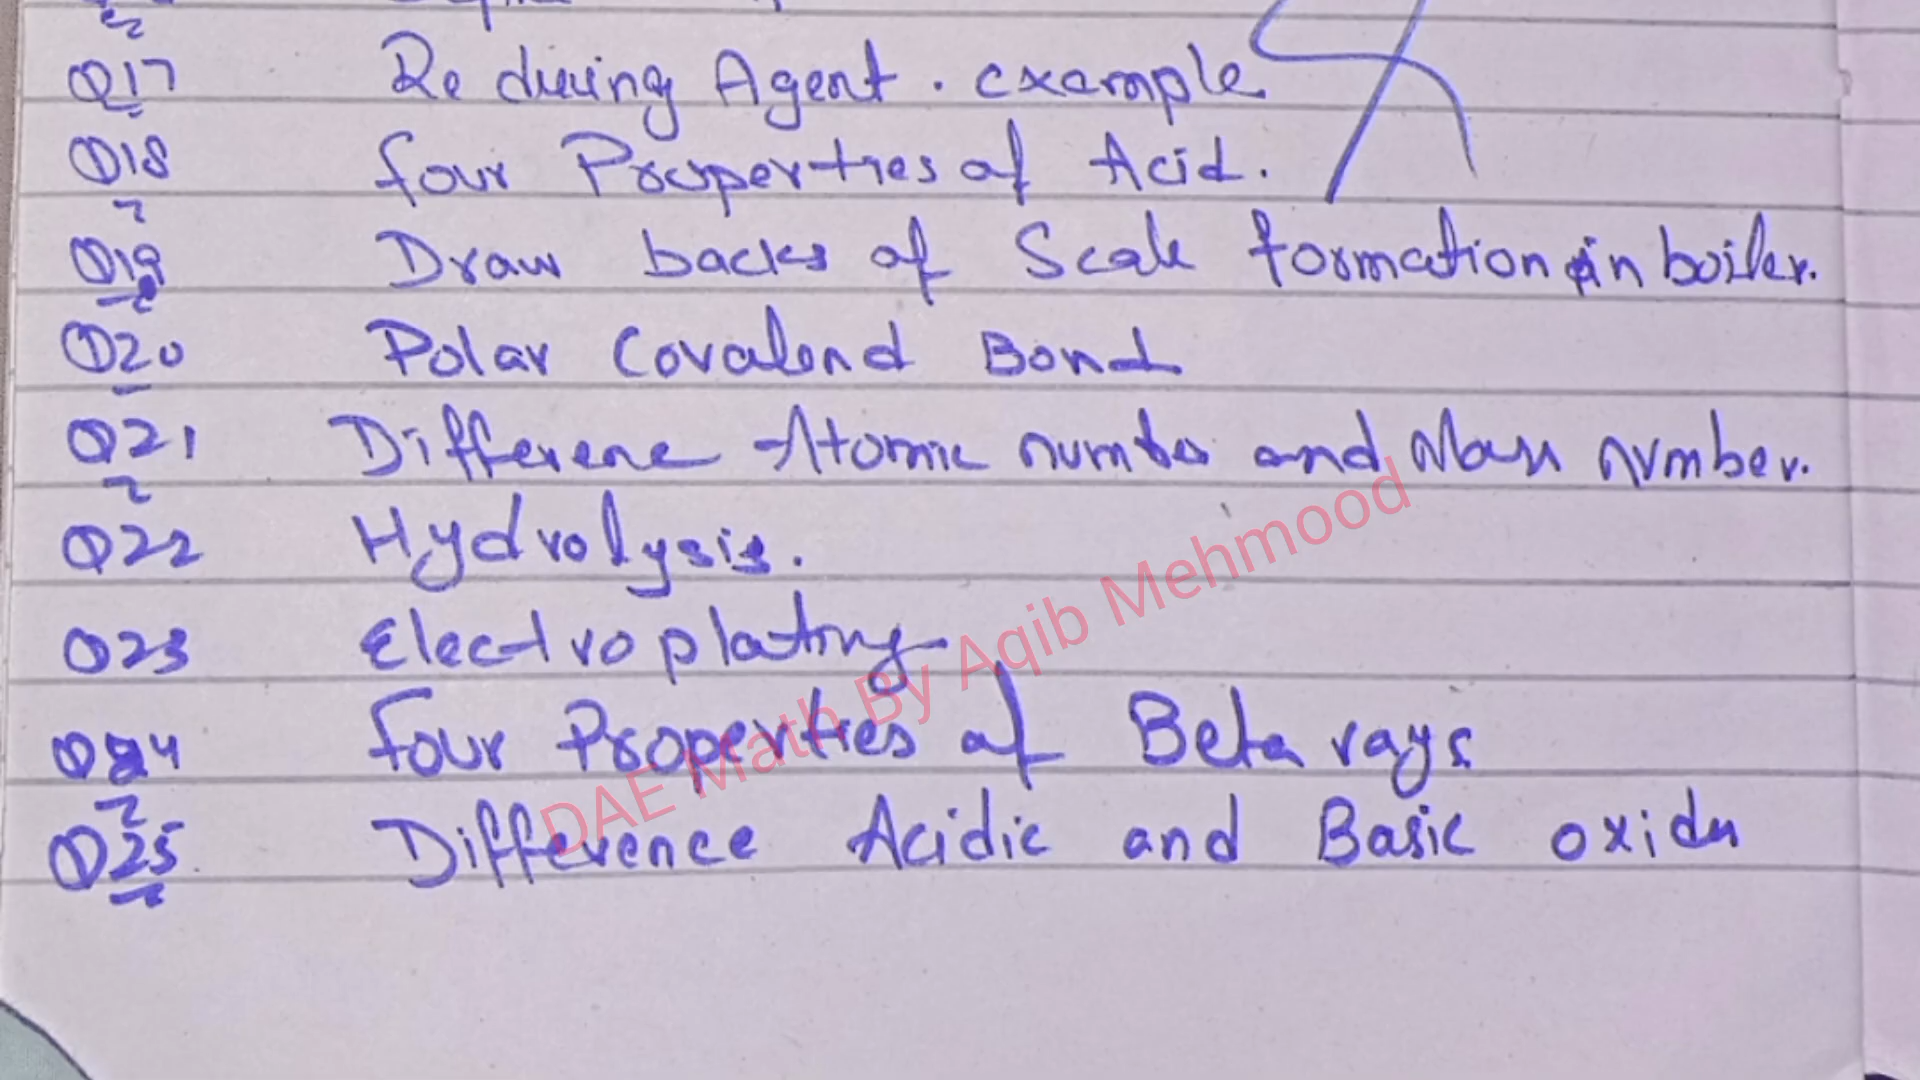 Q17 Reducing Agent . example
Q18 four Properties of Acid.
Q19 Draw backs of Scale formation in boiler.
Q20 Polar Covalend Bond
Q21 Differene Atomic number and Mass number.
Q22 Hydrolysis.
Q23 Electroplating
Q24 four Properties of Beta rays
Q25 Difference Acidic and Basic oxides
DAE Math By Aqib Mehmood